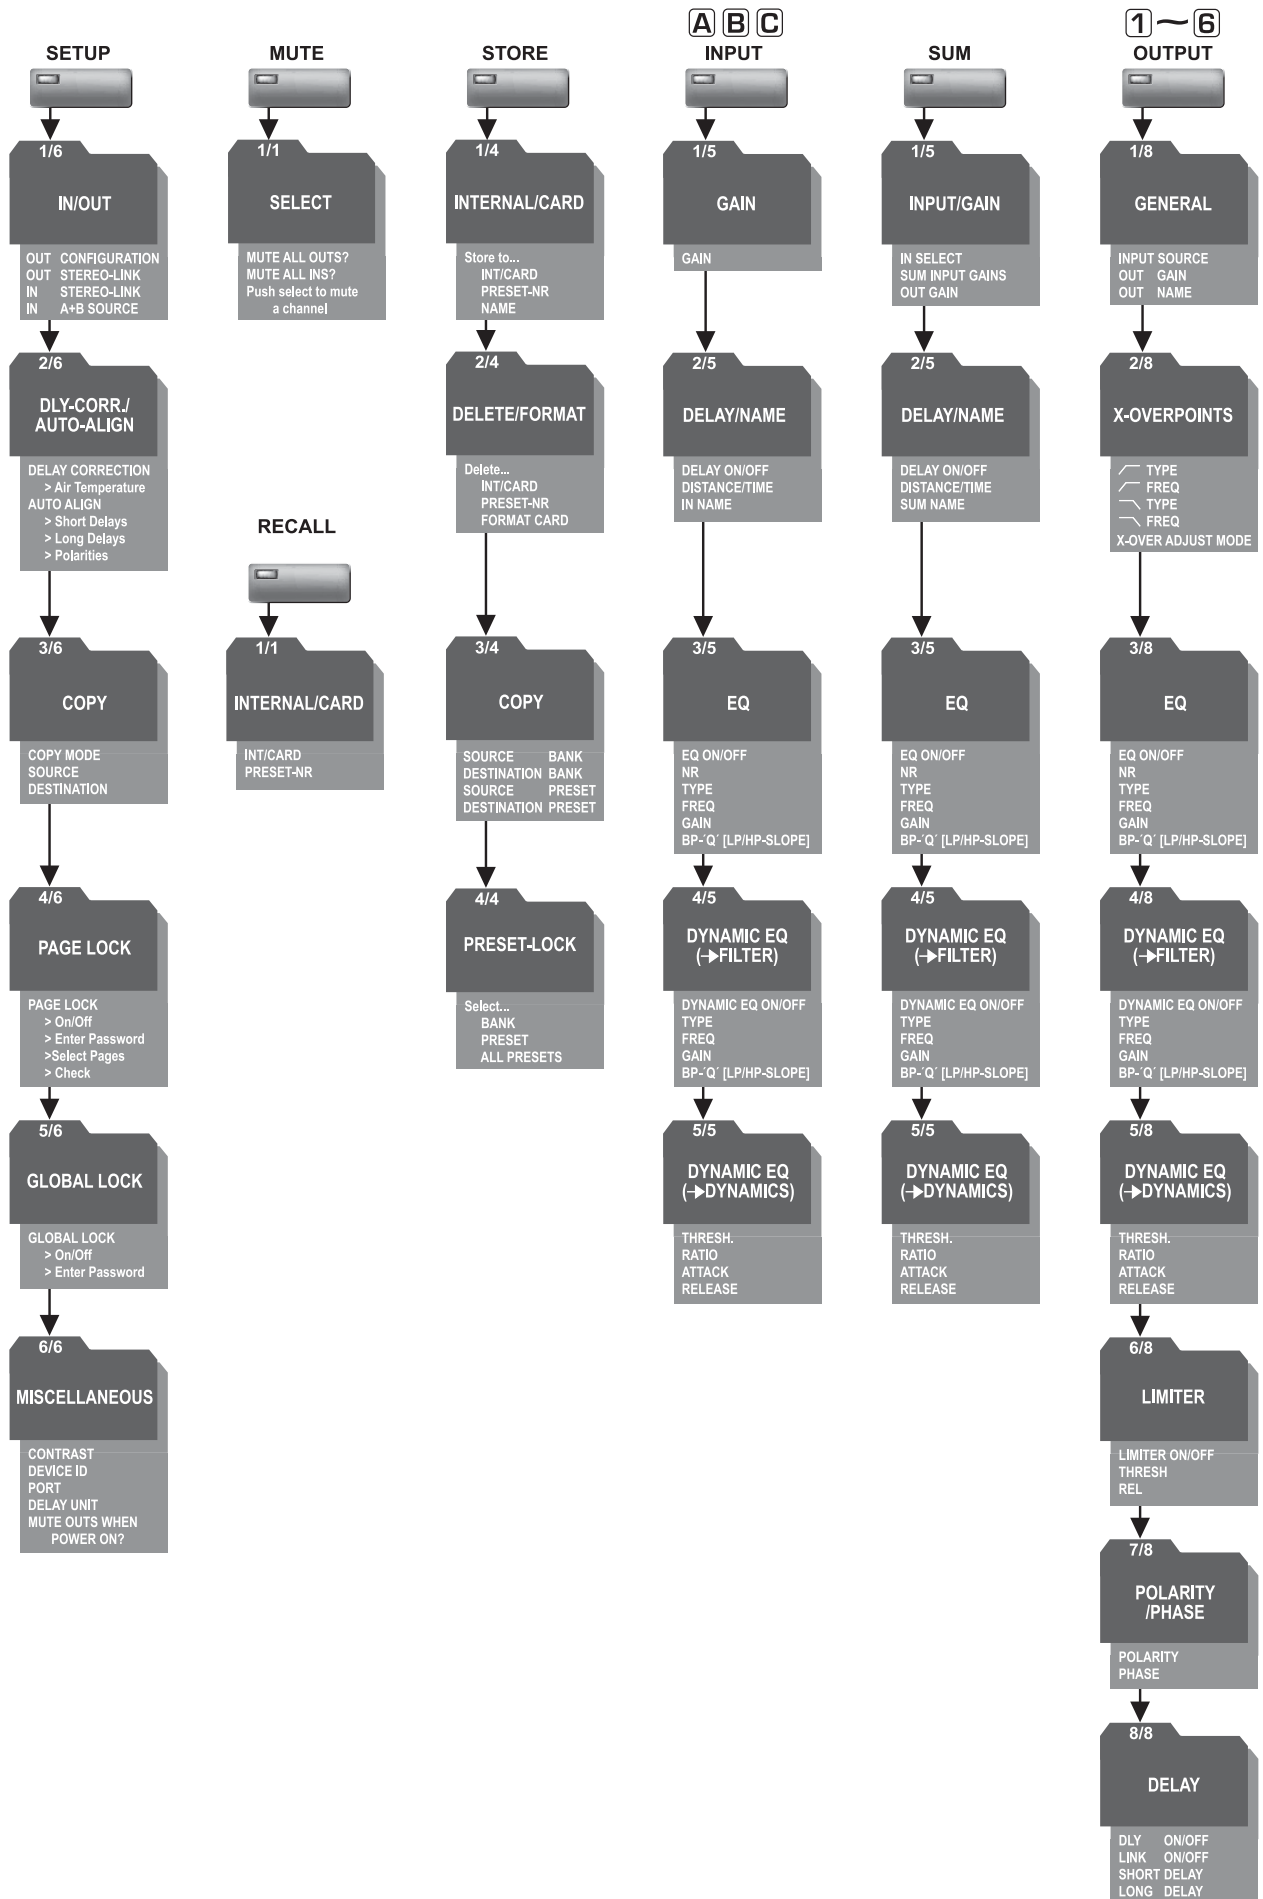 SETUP
1/6
IN/OUT
OUT CONFIGURATION
OUT STEREO-LINK
IN STEREO-LINK
IN A+B SOURCE
2/6
DLY-CORR./
AUTO-ALIGN
DELAY CORRECTION
> Air Temperature
AUTO ALIGN
> Short Delays
> Long Delays
> Polarities
3/6
COPY
COPY MODE
SOURCE
DESTINATION
4/6
PAGE LOCK
PAGE LOCK
> On/Off
> Enter Password
>Select Pages
> Check
5/6
GLOBAL LOCK
GLOBAL LOCK
> On/Off
> Enter Password
6/6
MISCELLANEOUS
CONTRAST
DEVICE ID
PORT
DELAY UNIT
MUTE OUTS WHEN
POWER ON?
MUTE
1/1
SELECT
MUTE ALL OUTS?
MUTE ALL INS?
Push select to mute
a channel
RECALL
1/1
INTERNAL/CARD
INT/CARD
PRESET-NR
STORE
1/4
INTERNAL/CARD
Store to...
INT/CARD
PRESET-NR
NAME
2/4
DELETE/FORMAT
Delete...
INT/CARD
PRESET-NR
FORMAT CARD
3/4
COPY
SOURCE BANK
DESTINATION BANK
SOURCE PRESET
DESTINATION PRESET
4/4
PRESET-LOCK
Select...
BANK
PRESET
ALL PRESETS
A B C
INPUT
1/5
GAIN
GAIN
2/5
DELAY/NAME
DELAY ON/OFF
DISTANCE/TIME
IN NAME
3/5
EQ
EQ ON/OFF
NR
TYPE
FREQ
GAIN
BP-´Q´ [LP/HP-SLOPE]
4/5
DYNAMIC EQ
(→FILTER)
DYNAMIC EQ ON/OFF
TYPE
FREQ
GAIN
BP-´Q´ [LP/HP-SLOPE]
5/5
DYNAMIC EQ
(→DYNAMICS)
THRESH.
RATIO
ATTACK
RELEASE
SUM
1/5
INPUT/GAIN
IN SELECT
SUM INPUT GAINS
OUT GAIN
2/5
DELAY/NAME
DELAY ON/OFF
DISTANCE/TIME
SUM NAME
3/5
EQ
EQ ON/OFF
NR
TYPE
FREQ
GAIN
BP-´Q´ [LP/HP-SLOPE]
4/5
DYNAMIC EQ
(→FILTER)
DYNAMIC EQ ON/OFF
TYPE
FREQ
GAIN
BP-´Q´ [LP/HP-SLOPE]
5/5
DYNAMIC EQ
(→DYNAMICS)
THRESH.
RATIO
ATTACK
RELEASE
1~6
OUTPUT
1/8
GENERAL
INPUT SOURCE
OUT GAIN
OUT NAME
2/8
X-OVERPOINTS
TYPE
FREQ
TYPE
FREQ
X-OVER ADJUST MODE
3/8
EQ
EQ ON/OFF
NR
TYPE
FREQ
GAIN
BP-´Q´ [LP/HP-SLOPE]
4/8
DYNAMIC EQ
(→FILTER)
DYNAMIC EQ ON/OFF
TYPE
FREQ
GAIN
BP-´Q´ [LP/HP-SLOPE]
5/8
DYNAMIC EQ
(→DYNAMICS)
THRESH.
RATIO
ATTACK
RELEASE
6/8
LIMITER
LIMITER ON/OFF
THRESH
REL
7/8
POLARITY
/PHASE
POLARITY
PHASE
8/8
DELAY
DLY ON/OFF
LINK ON/OFF
SHORT DELAY
LONG DELAY